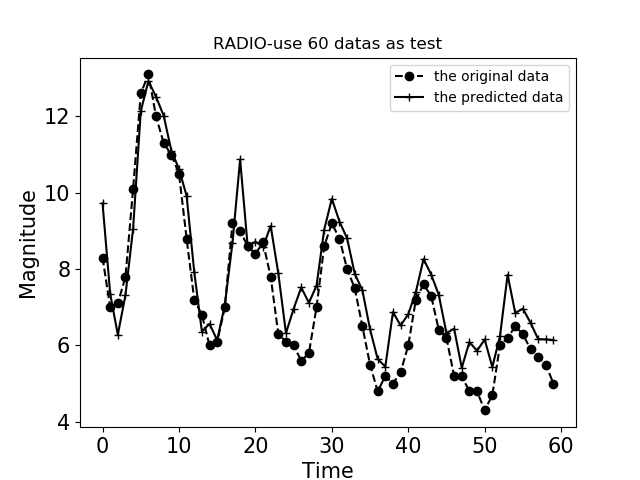 RADIO-use 60 datas as test
the original data
the predicted data
Magnitude
12
10
8
6
4
0 10 20 30 40 50 60
Time